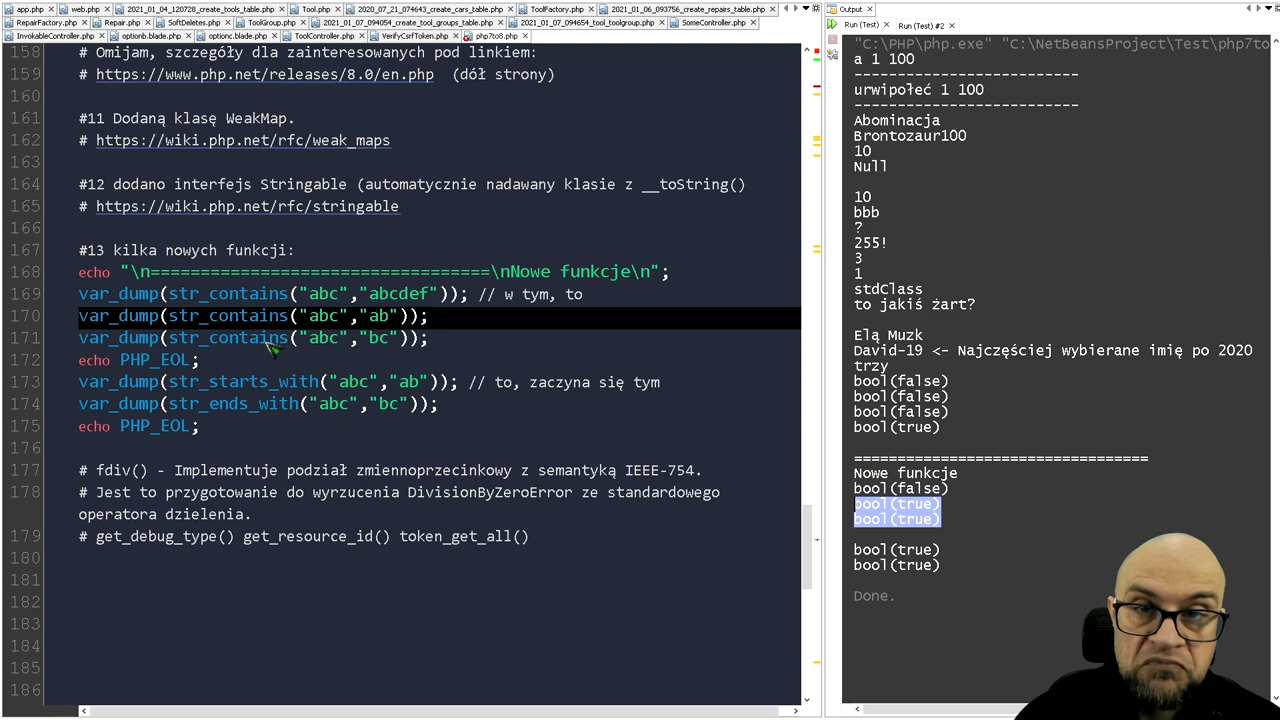 app.php
web.php
2021_01_04_120728_create_tools_table.php
Tool.php
2020_07_21_074643_create_cars_table.php
ToolFactory.php
2021_01_06_093756_create_repairs_table.php
RepairFactory.php
Repair.php
SoftDeletes.php
ToolGroup.php
2021_01_07_094054_create_tool_groups_table.php
2021_01_07_094654_tool_toolgroup.php
SomeController.php
InvokableController.php
optionb.blade.php
optionc.blade.php
ToolController.php
VerifyCsrfToken.php
php7to8.php
158 # Omijam, szczegóły dla zainteresowanych pod linkiem:
159 # https://www.php.net/releases/8.0/en.php (dół strony)
160
161 #11 Dodaną klasę WeakMap.
162 # https://wiki.php.net/rfc/weak_maps
163
164 #12 dodano interfejs Stringable (automatycznie nadawany klasie z __toString()
165 # https://wiki.php.net/rfc/stringable
166
167 #13 kilka nowych funkcji:
168 echo "\n==================================\nNowe funkcje\n";
169 var_dump(str_contains("abc","abcdef")); // w tym, to
170 var_dump(str_contains("abc","ab"));
171 var_dump(str_contains("abc","bc"));
172 echo PHP_EOL;
173 var_dump(str_starts_with("abc","ab")); // to, zaczyna się tym
174 var_dump(str_ends_with("abc","bc"));
175 echo PHP_EOL;
176
177 # fdiv() - Implementuje podział zmiennoprzecinkowy z semantyką IEEE-754.
178 # Jest to przygotowanie do wyrzucenia DivisionByZeroError ze standardowego
operatora dzielenia.
179 # get_debug_type() get_resource_id() token_get_all()
180
181
182
183
184
185
186
Output
Run (Test)
Run (Test) #2
"C:\PHP\php.exe" "C:\NetBeansProject\Test\php7to
a 1 100
--------------------------
urwipołeć 1 100
--------------------------
Abominacja
Brontozaur100
10
Null
10
bbb
?
255!
3
1
stdClass
to jakiś żart?
Elą Muzk
David-19 <- Najczęściej wybierane imię po 2020
trzy
bool(false)
bool(false)
bool(false)
bool(true)
==================================
Nowe funkcje
bool(false)
bool(true)
bool(true)
bool(true)
bool(true)
Done.